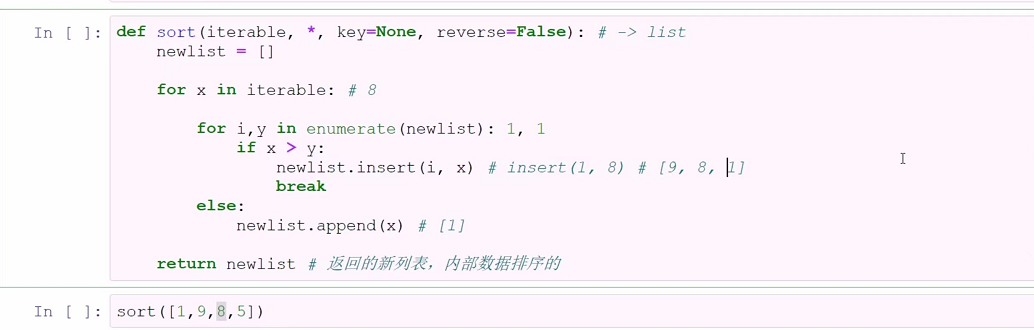 In [ ]: def sort(iterable, *, key=None, reverse=False): # -> list
newlist = []
for x in iterable: # 8
for i,y in enumerate(newlist): 1, 1
if x > y:
newlist.insert(i, x) # insert(1, 8) # [9, 8, 1]
break
else:
newlist.append(x) # [1]
return newlist # 返回的新列表，内部数据排序的
In [ ]: sort([1,9,8,5])